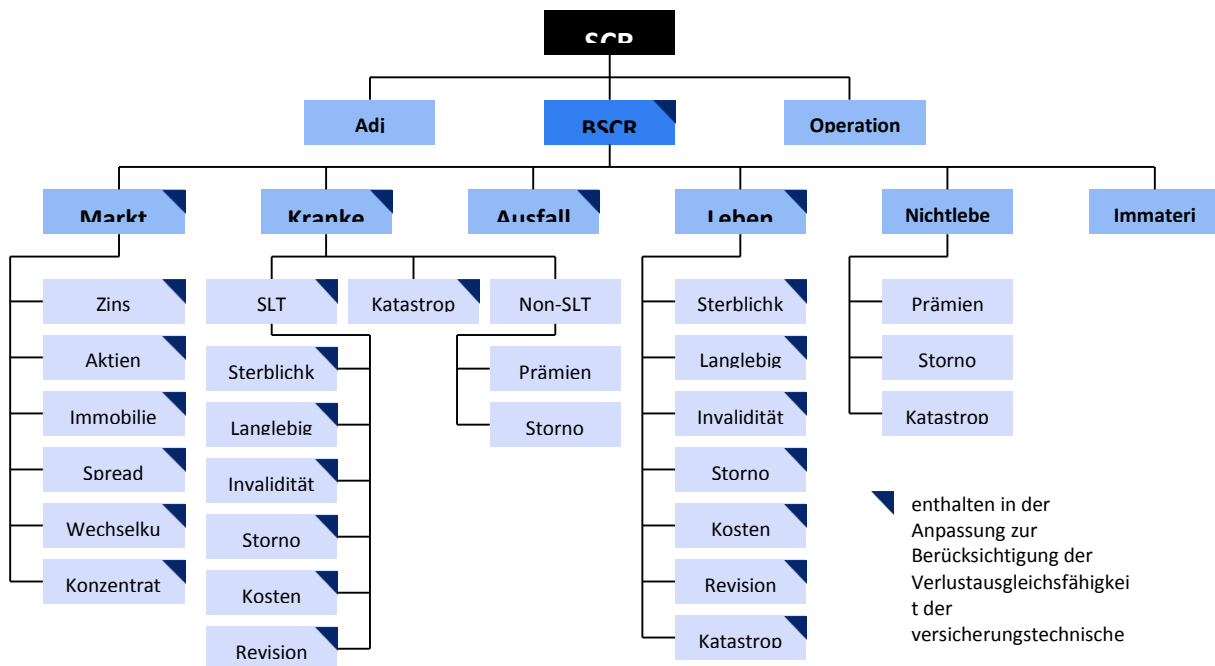 SCR
Adj
BSCR
Operation
Markt
Kranke
Ausfall
Leben
Nichtlebe
Immateri
Zins
SLT
Katastrop
Non-SLT
Sterblichk
Prämien
Aktien
Sterblichk
Prämien
Langlebig
Storno
Immobilie
Langlebig
Storno
Invalidität
Katastrop
Spread
Invalidität
Storno
Wechselku
Storno
Kosten
Konzentrat
Kosten
Revision
Revision
Katastrop
enthalten in der
Anpassung zur
Berücksichtigung der
Verlustausgleichsfähigkei
t der
versicherungstechnische